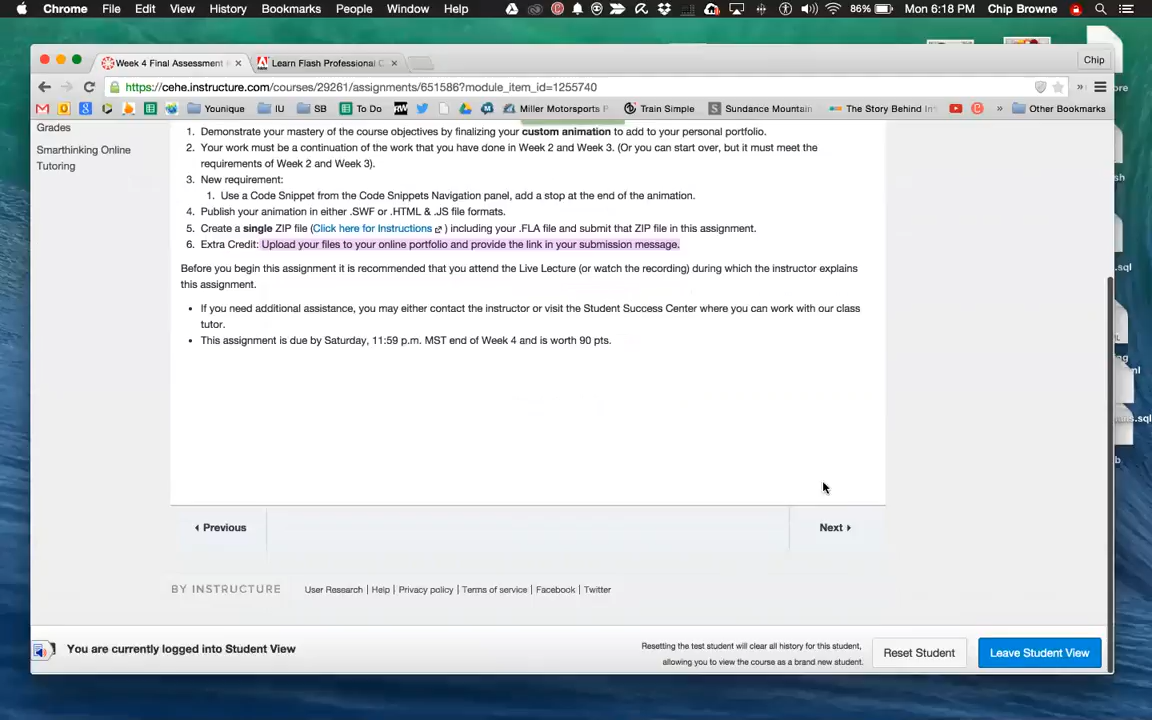 Chrome File Edit View History Bookmarks People Window Help 86% Mon 6:18 PM Chip Browne
Week 4 Final Assessment Learn Flash Professional C Chip
https://cehe.instructure.com/courses/29261/assignments/651586?module_item_id=1255740
Younique IU SB To Do Miller Motorsports P Train Simple Sundance Mountain The Story Behind In Other Bookmarks
Grades
Smarthinking Online
Tutoring
1. Demonstrate your mastery of the course objectives by finalizing your custom animation to add to your personal portfolio.
2. Your work must be a continuation of the work that you have done in Week 2 and Week 3. (Or you can start over, but it must meet the
requirements of Week 2 and Week 3).
3. New requirement:
1. Use a Code Snippet from the Code Snippets Navigation panel, add a stop at the end of the animation.
4. Publish your animation in either .SWF or .HTML & .JS file formats.
5. Create a single ZIP file (Click here for Instructions ) including your .FLA file and submit that ZIP file in this assignment.
6. Extra Credit: Upload your files to your online portfolio and provide the link in your submission message.
Before you begin this assignment it is recommended that you attend the Live Lecture (or watch the recording) during which the instructor explains
this assignment.
• If you need additional assistance, you may either contact the instructor or visit the Student Success Center where you can work with our class
tutor.
• This assignment is due by Saturday, 11:59 p.m. MST end of Week 4 and is worth 90 pts.
Previous
Next
BY INSTRUCTURE User Research | Help | Privacy policy | Terms of service | Facebook | Twitter
You are currently logged into Student View
Resetting the test student will clear all history for this student,
allowing you to view the course as a brand new student.
Reset Student
Leave Student View